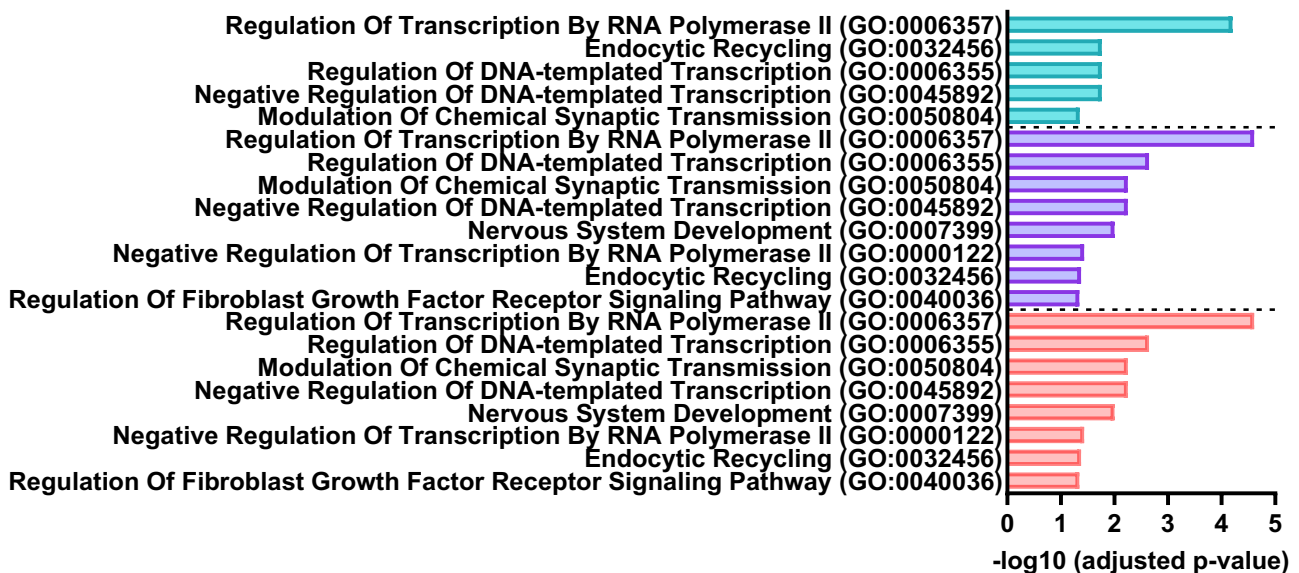 Regulation Of Transcription By RNA Polymerase II (GO:0006357)
Endocytic Recycling (GO:0032456)
Regulation Of DNA-templated Transcription (GO:0006355)
Negative Regulation Of DNA-templated Transcription (GO:0045892)
Modulation Of Chemical Synaptic Transmission (GO:0050804)
Regulation Of Transcription By RNA Polymerase II (GO:0006357)
Regulation Of DNA-templated Transcription (GO:0006355)
Modulation Of Chemical Synaptic Transmission (GO:0050804)
Negative Regulation Of DNA-templated Transcription (GO:0045892)
Nervous System Development (GO:0007399)
Negative Regulation Of Transcription By RNA Polymerase II (GO:0000122)
Endocytic Recycling (GO:0032456)
Regulation Of Fibroblast Growth Factor Receptor Signaling Pathway (GO:0040036)
Regulation Of Transcription By RNA Polymerase II (GO:0006357)
Regulation Of DNA-templated Transcription (GO:0006355)
Modulation Of Chemical Synaptic Transmission (GO:0050804)
Negative Regulation Of DNA-templated Transcription (GO:0045892)
Nervous System Development (GO:0007399)
Negative Regulation Of Transcription By RNA Polymerase II (GO:0000122)
Endocytic Recycling (GO:0032456)
Regulation Of Fibroblast Growth Factor Receptor Signaling Pathway (GO:0040036)
0 1 2 3 4 5
-log10 (adjusted p-value)